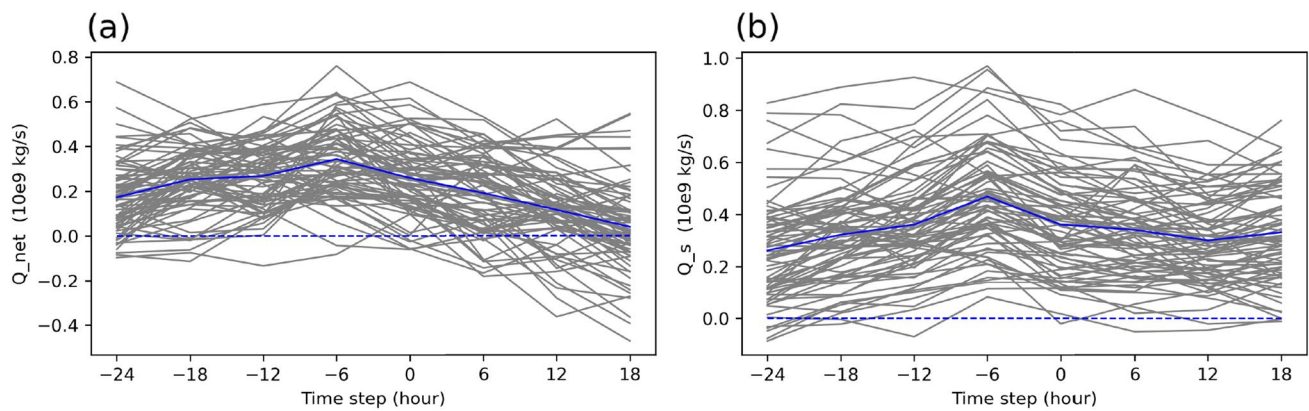 (a)
0.8
0.6
0.4
0.2
0.0
−0.2
−0.4
Q_net (10e9 kg/s)
−24 −18 −12 −6 0 6 12 18
Time step (hour)
(b)
1.0
0.8
0.6
0.4
0.2
0.0
Q_s (10e9 kg/s)
−24 −18 −12 −6 0 6 12 18
Time step (hour)